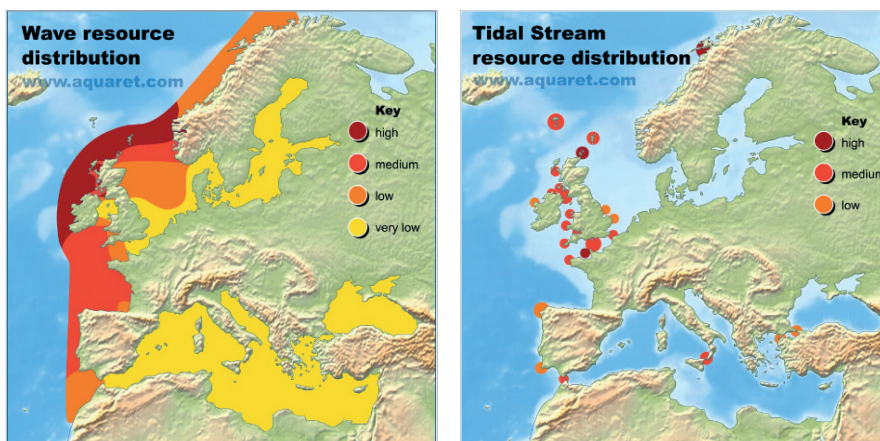 Wave resource
distribution
www.aquaret.com
Key
high
medium
low
very low
Tidal Stream
resource distribution
www.aquaret.com
Key
high
medium
low